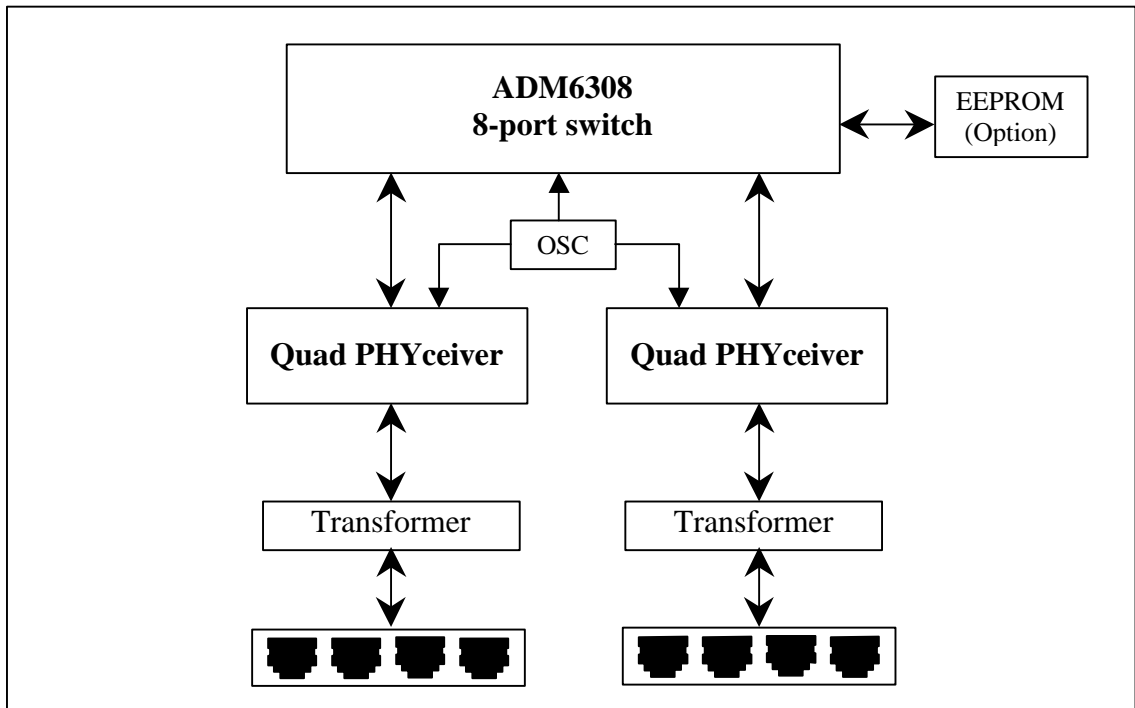 ADM6308
8-port switch
EEPROM
(Option)
OSC
Quad PHYceiver
Quad PHYceiver
Transformer
Transformer